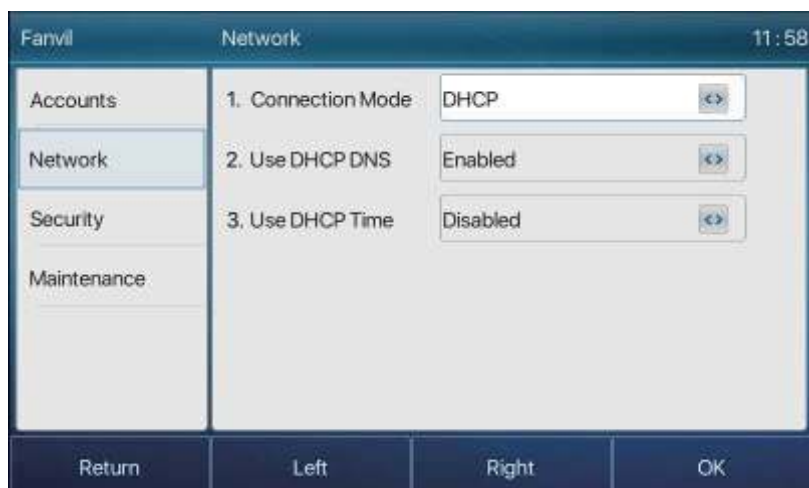 Fanvil Network 11:58
Accounts
Network
Security
Maintenance
1. Connection Mode DHCP
2. Use DHCP DNS Enabled
3. Use DHCP Time Disabled
Return Left Right OK